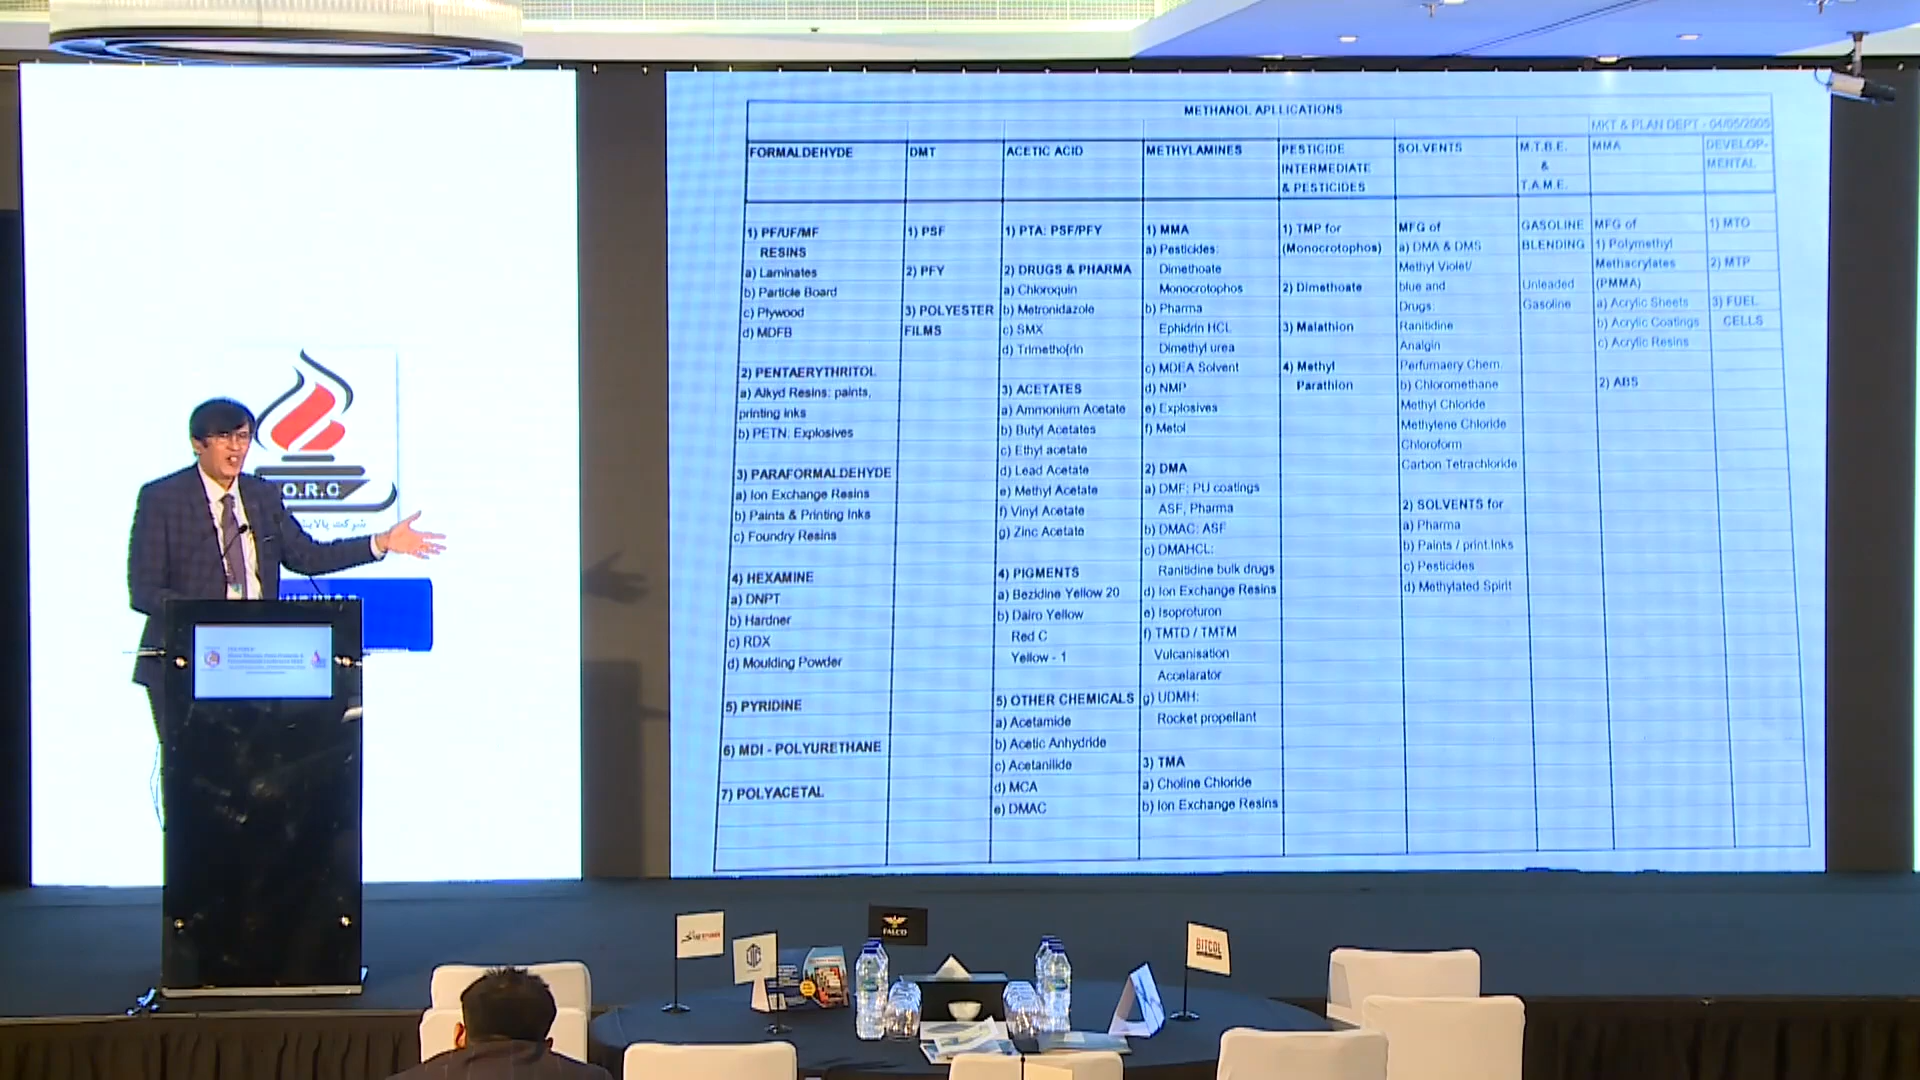 METHANOL APLLICATIONS
MKT & PLAN DEPT - 04/05/2005
FORMALDEHYDE
1) PF/UF/MF
RESINS
a) Laminates
b) Particle Board
c) Plywood
d) MDFB
2) PENTAERYTHRITOL
a) Alkyd Resins: paints,
printing inks
b) PETN: Explosives
3) PARAFORMALDEHYDE
a) Ion Exchange Resins
b) Paints & Printing Inks
c) Foundry Resins
4) HEXAMINE
a) DNPT
b) Hardner
c) RDX
d) Moulding Powder
5) PYRIDINE
6) MDI - POLYURETHANE
7) POLYACETAL
DMT
1) PSF
2) PFY
3) POLYESTER
FILMS
ACETIC ACID
1) PTA: PSF/PFY
2) DRUGS & PHARMA
a) Chloroquin
b) Metronidazole
c) SMX
d) Trimetho[rin
3) ACETATES
a) Ammonium Acetate
b) Butyl Acetates
c) Ethyl acetate
d) Lead Acetate
e) Methyl Acetate
f) Vinyl Acetate
g) Zinc Acetate
4) PIGMENTS
a) Bezidine Yellow 20
b) Dairo Yellow
Red C
Yellow - 1
5) OTHER CHEMICALS
a) Acetamide
b) Acetic Anhydride
c) Acetanilide
d) MCA
e) DMAC
METHYLAMINES
1) MMA
a) Pesticides:
Dimethoate
Monocrotophos
b) Pharma
Ephidrin HCL
Dimethyl urea
c) MDEA Solvent
d) NMP
e) Explosives
f) Metol
2) DMA
a) DMF: PU coatings
ASF, Pharma
b) DMAC: ASF
c) DMAHCL:
Ranitidine bulk drugs
d) Ion Exchange Resins
e) Isoproturon
f) TMTD / TMTM
Vulcanisation
Accelarator
g) UDMH:
Rocket propellant
3) TMA
a) Choline Chloride
b) Ion Exchange Resins
PESTICIDE
INTERMEDIATE
& PESTICIDES
1) TMP for
(Monocrotophos)
2) Dimethoate
3) Malathion
4) Methyl
Parathion
SOLVENTS
MFG of
a) DMA & DMS
Methyl Violet/
blue and
Drugs:
Ranitidine
Analgin
Perfumaery Chem.
b) Chloromethane
Methyl Chloride
Methylene Chloride
Chloroform
Carbon Tetrachloride
2) SOLVENTS for
a) Pharma
b) Paints / print.Inks
c) Pesticides
d) Methylated Spirit
M.T.B.E.
&
T.A.M.E.
GASOLINE
BLENDING
Unleaded
Gasoline
MMA
MFG of
1) Polymethyl
Methacrylates
(PMMA)
a) Acrylic Sheets
b) Acrylic Coatings
c) Acrylic Resins
2) ABS
DEVELOP-
MENTAL
1) MTO
2) MTP
3) FUEL
CELLS
O.R.C
شرکت
FALCO
BITCOL